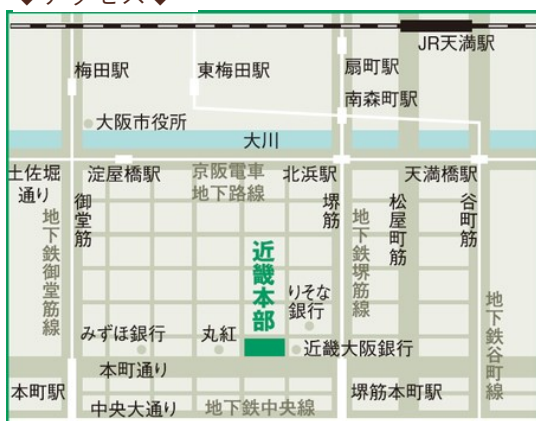 ◆アクセス◆
JR天満駅
梅田駅
東梅田駅
扇町駅
南森町駅
大阪市役所
大川
土佐堀
通り
淀屋橋駅
京阪電車
地下路線
北浜駅
天満橋駅
御堂筋
堺筋
松屋町筋
谷町筋
地下鉄御堂筋線
地下鉄堺筋線
地下鉄谷町線
近畿本部
りそな
銀行
みずほ銀行
丸紅
近畿大阪銀行
本町通り
本町駅
堺筋本町駅
中央大通り
地下鉄中央線